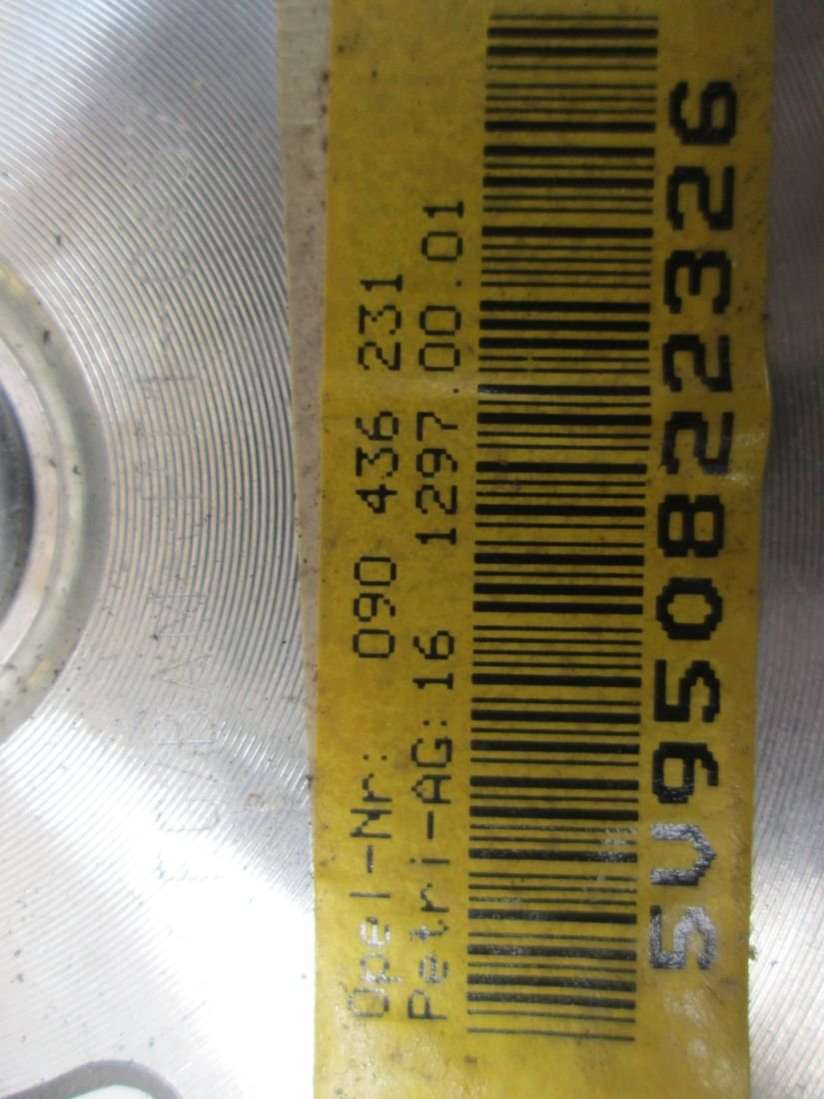 Opel-Nr: 090 436 231
Petri-AG: 16 1297 00.01
5U950822326